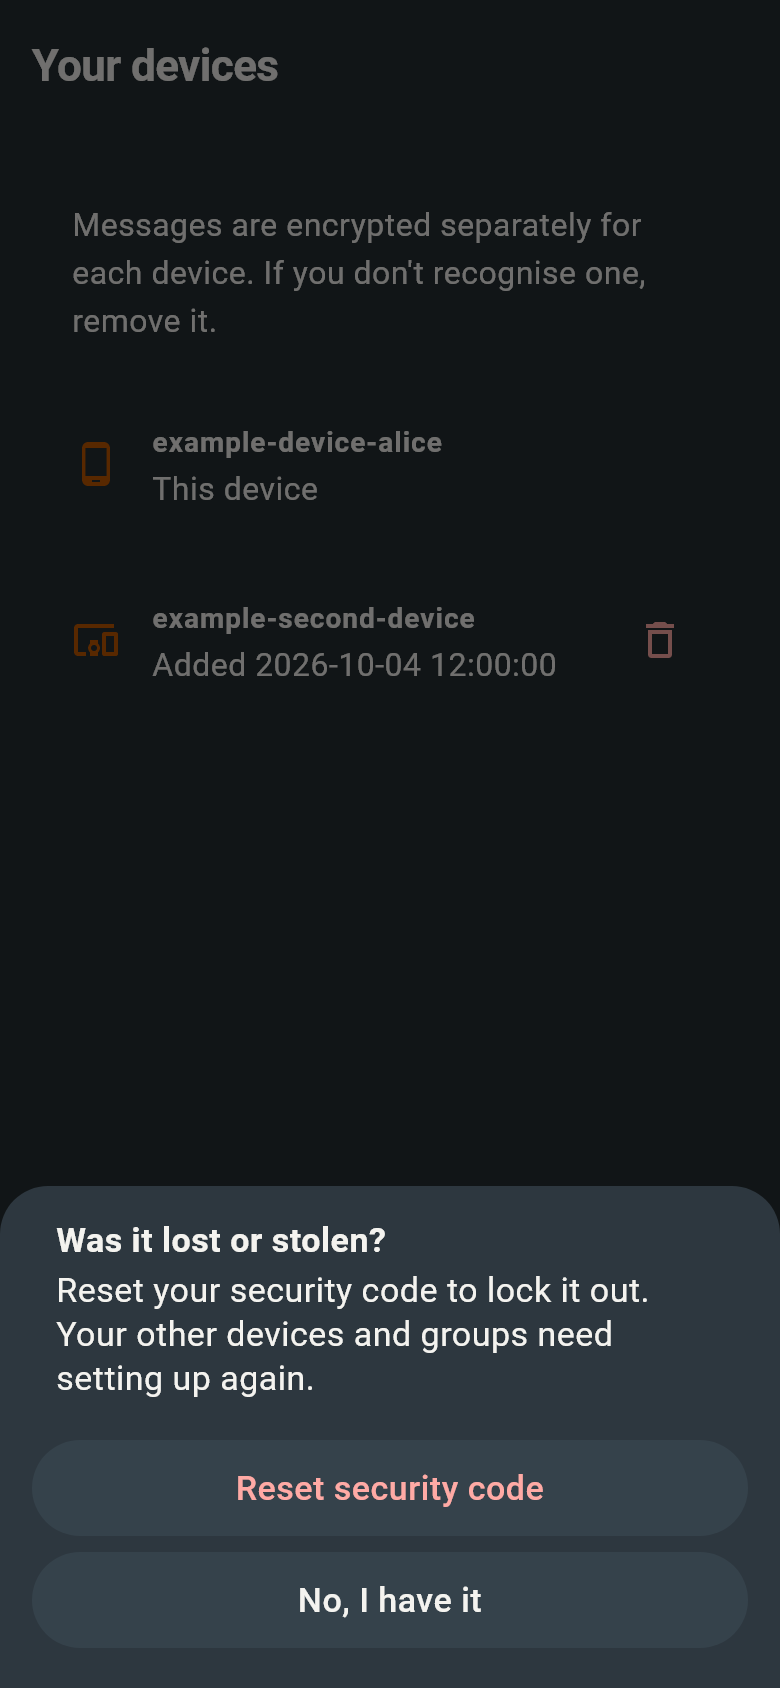 Your devices
Messages are encrypted separately for
each device. If you don't recognise one,
remove it.
example-device-alice
This device
example-second-device
Added 2026-10-04 12:00:00
Was it lost or stolen?
Reset your security code to lock it out.
Your other devices and groups need
setting up again.
Reset security code
No, I have it